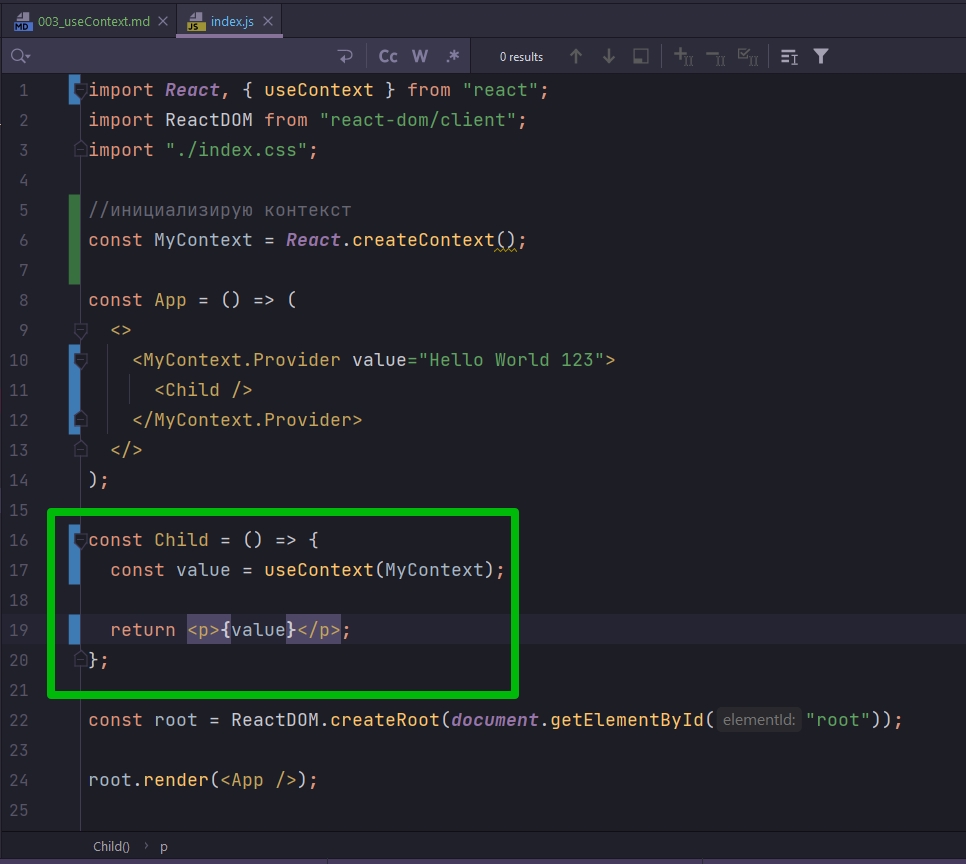 003_useContext.md
index.js
Cc W .* 0 results
1 import React, { useContext } from "react";
2 import ReactDOM from "react-dom/client";
3 import "./index.css";
4
5 //инициализирую контекст
6 const MyContext = React.createContext();
7
8 const App = () => (
9 <>
10 <MyContext.Provider value="Hello World 123">
11 <Child />
12 </MyContext.Provider>
13 </>
14 );
15
16 const Child = () => {
17 const value = useContext(MyContext);
18
19 return <p>{value}</p>;
20 };
21
22 const root = ReactDOM.createRoot(document.getElementById( elementId: "root"));
23
24 root.render(<App />);
25
Child() › p